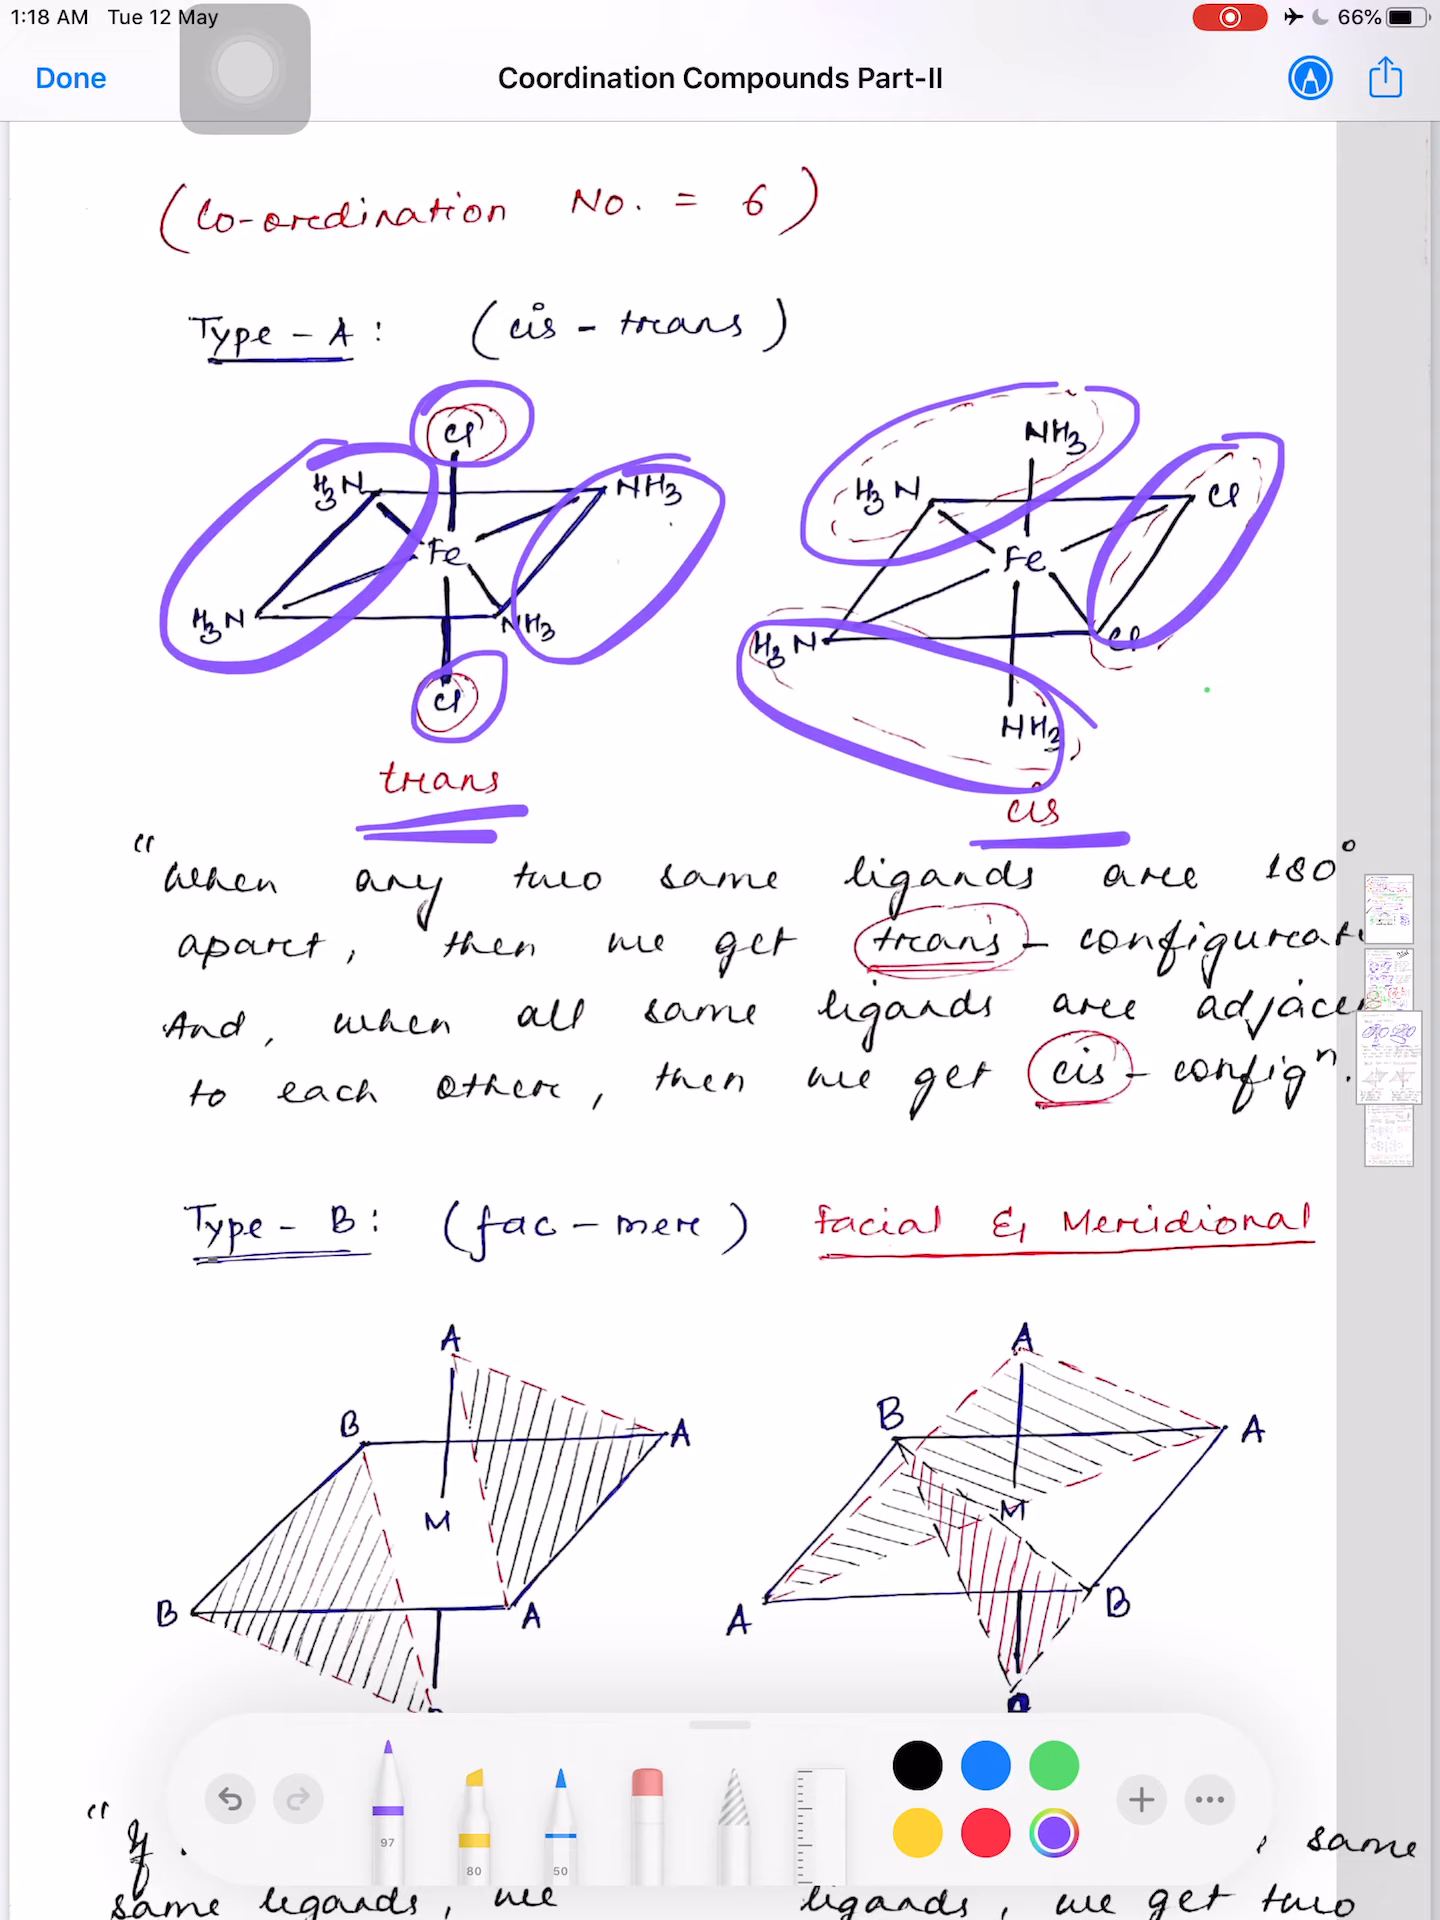 1:18 AM Tue 12 May 66%
Done Coordination Compounds Part-II
(Co-ordination No. = 6)
Type - A: (cis - trans)
Cl NH3
H3N NH3 H3N Cl
Fe Fe
H3N NH3 H3N Cl
Cl NH3
trans cis
"When any two same ligands are 180°
apart, then we get trans - configurati
And, when all same ligands are adjace
to each other, then we get cis - configⁿ.
Type - B: (fac - mer) Facial & Meridional
A A
B A B A
M M
B A A B
97 80 50
"If same
same ligands, we ligands, we get two